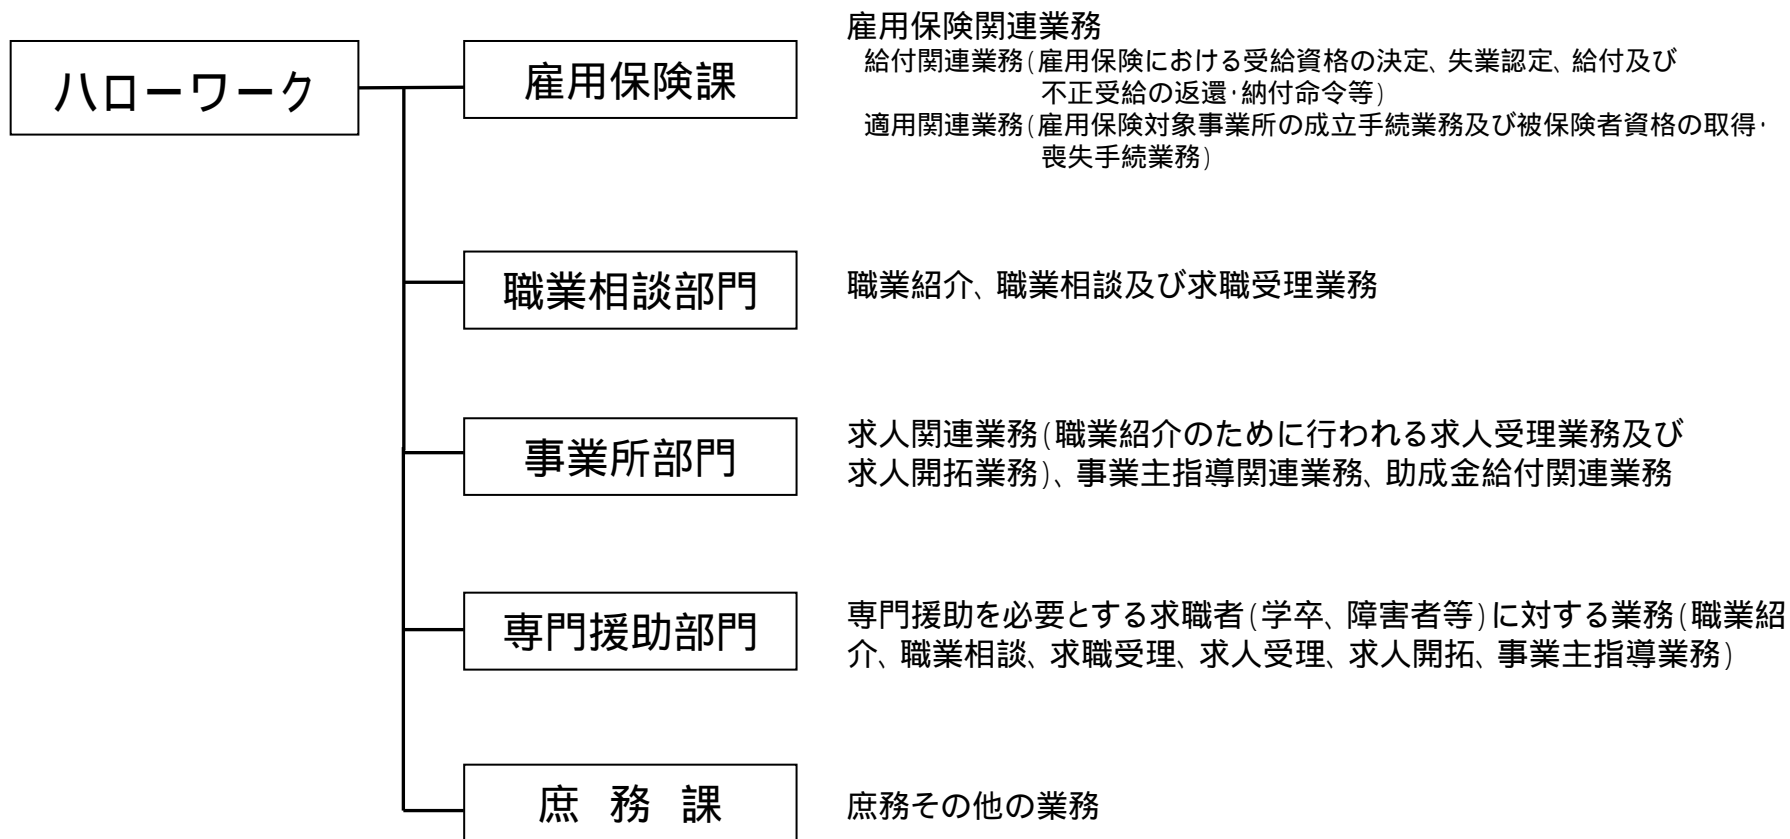 ハローワーク
雇用保険課
雇用保険関連業務
給付関連業務(雇用保険における受給資格の決定、失業認定、給付及び
不正受給の返還・納付命令等)
適用関連業務(雇用保険対象事業所の成立手続業務及び被保険者資格の取得・
喪失手続業務)
職業相談部門
職業紹介、職業相談及び求職受理業務
事業所部門
求人関連業務(職業紹介のために行われる求人受理業務及び
求人開拓業務)、事業主指導関連業務、助成金給付関連業務
専門援助部門
専門援助を必要とする求職者(学卒、障害者等)に対する業務(職業紹
介、職業相談、求職受理、求人受理、求人開拓、事業主指導業務)
庶 務 課
庶務その他の業務